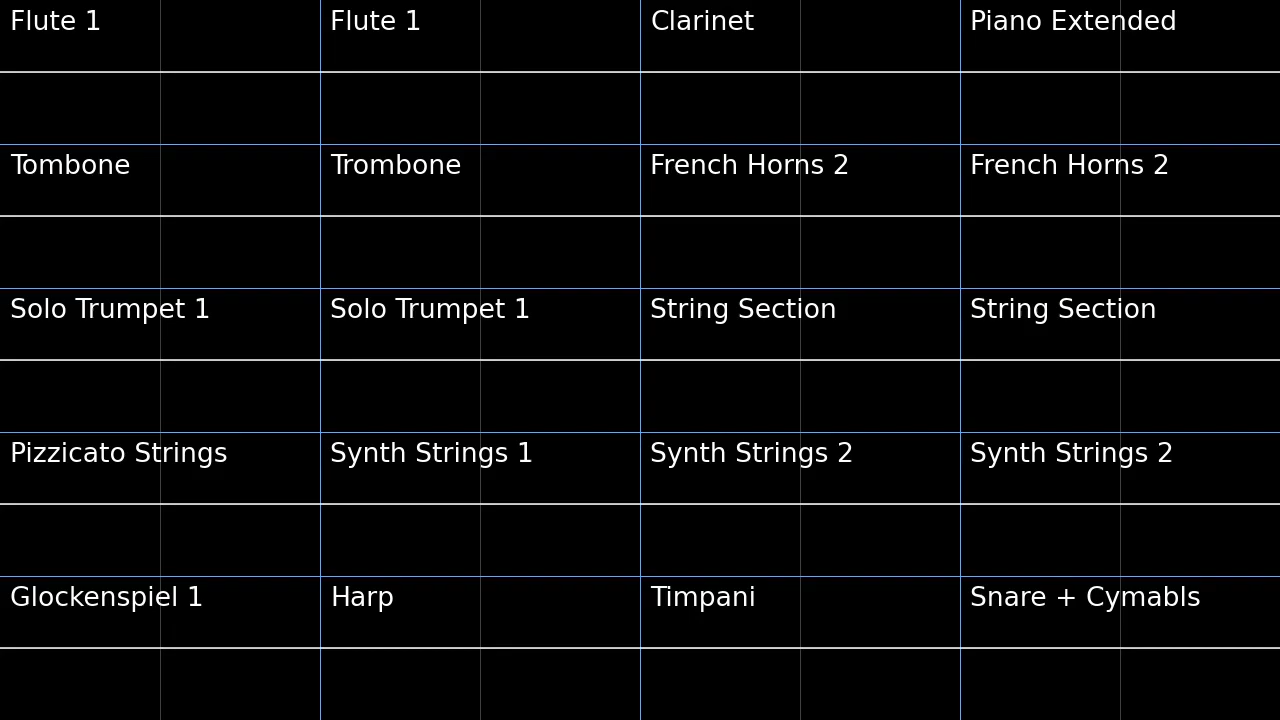 Flute 1
Flute 1
Clarinet
Piano Extended
Tombone
Trombone
French Horns 2
French Horns 2
Solo Trumpet 1
Solo Trumpet 1
String Section
String Section
Pizzicato Strings
Synth Strings 1
Synth Strings 2
Synth Strings 2
Glockenspiel 1
Harp
Timpani
Snare + Cymabls